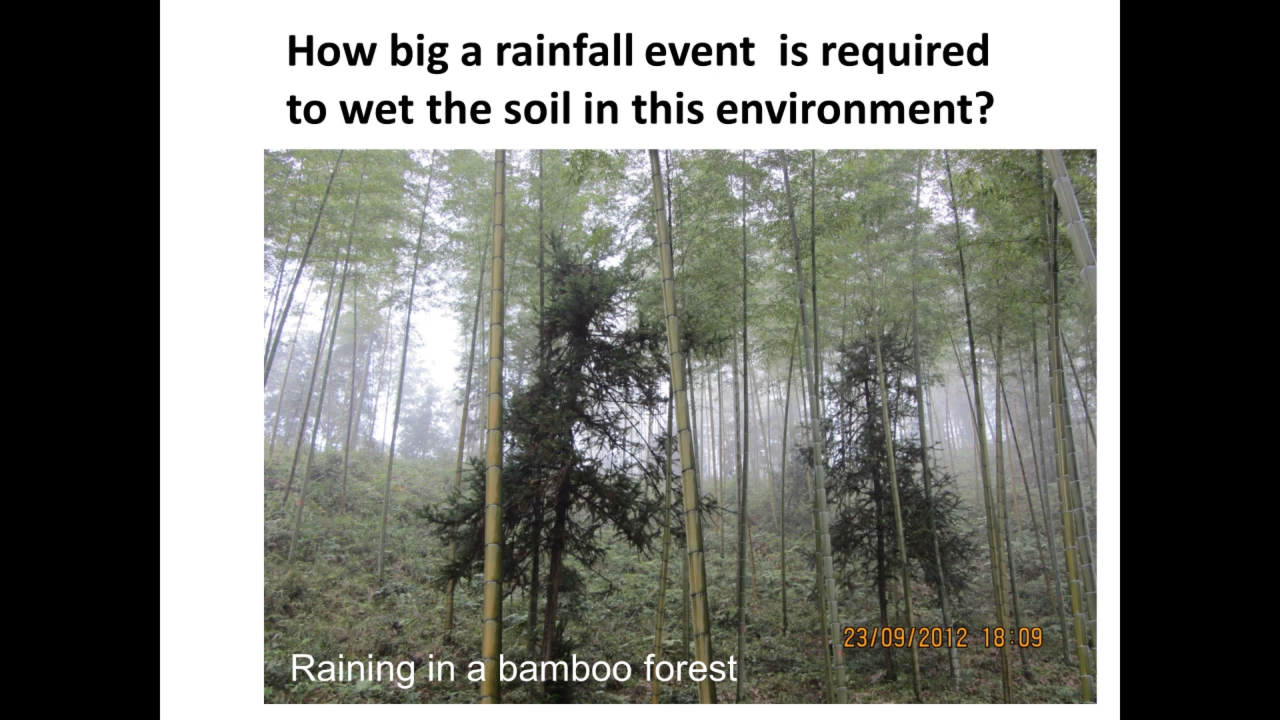 How big a rainfall event  is required
to wet the soil in this environment?
23/09/2012 18:09
Raining in a bamboo forest